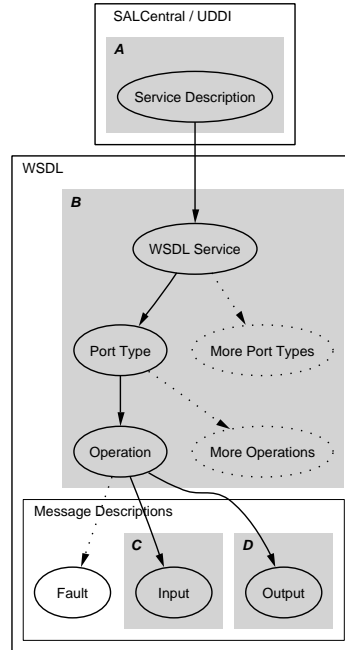 SALCentral / UDDI
A
Service Description
WSDL
B
WSDL Service
Port Type
More Port Types
Operation
More Operations
Message Descriptions
C
D
Fault
Input
Output